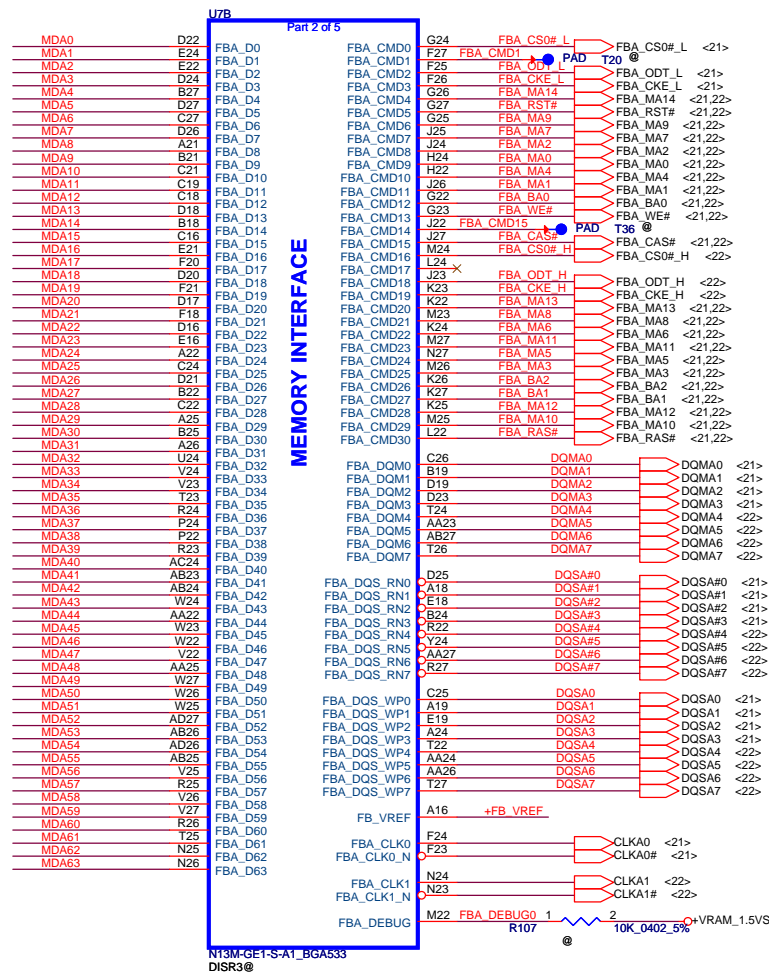 U7B
Part 2 of 5
MDA0 D22 FBA_D0 FBA_CMD0 G24 FBA_CS0#_L FBA_CS0#_L <21>
MDA1 E24 FBA_D1 FBA_CMD1 F27 FBA_CMD1 PAD T20 @
MDA2 E22 FBA_D2 FBA_CMD2 F25 FBA_ODT_L FBA_ODT_L <21>
MDA3 D24 FBA_D3 FBA_CMD3 F26 FBA_CKE_L FBA_CKE_L <21>
MDA4 B27 FBA_D4 FBA_CMD4 G26 FBA_MA14 FBA_MA14 <21,22>
MDA5 D27 FBA_D5 FBA_CMD5 G27 FBA_RST# FBA_RST# <21,22>
MDA6 C27 FBA_D6 FBA_CMD6 G25 FBA_MA9 FBA_MA9 <21,22>
MDA7 D26 FBA_D7 FBA_CMD7 J25 FBA_MA7 FBA_MA7 <21,22>
MDA8 A21 FBA_D8 FBA_CMD8 J24 FBA_MA2 FBA_MA2 <21,22>
MDA9 B21 FBA_D9 FBA_CMD9 H24 FBA_MA0 FBA_MA0 <21,22>
MDA10 C21 FBA_D10 FBA_CMD10 H22 FBA_MA4 FBA_MA4 <21,22>
MDA11 C19 FBA_D11 FBA_CMD11 J26 FBA_MA1 FBA_MA1 <21,22>
MDA12 C18 FBA_D12 FBA_CMD12 G22 FBA_BA0 FBA_BA0 <21,22>
MDA13 D18 FBA_D13 FBA_CMD13 G23 FBA_WE# FBA_WE# <21,22>
MDA14 B18 FBA_D14 FBA_CMD14 J22 FBA_CMD15 PAD T36 @
MDA15 C16 FBA_D15 FBA_CMD15 J27 FBA_CAS# FBA_CAS# <21,22>
MDA16 E21 FBA_D16 FBA_CMD16 M24 FBA_CS0#_H FBA_CS0#_H <22>
MDA17 F20 FBA_D17 FBA_CMD17 L24
MDA18 D20 FBA_D18 FBA_CMD18 J23 FBA_ODT_H FBA_ODT_H <22>
MDA19 F21 FBA_D19 FBA_CMD19 K23 FBA_CKE_H FBA_CKE_H <22>
MDA20 D17 FBA_D20 FBA_CMD20 K22 FBA_MA13 FBA_MA13 <21,22>
MDA21 F18 FBA_D21 FBA_CMD21 M23 FBA_MA8 FBA_MA8 <21,22>
MDA22 D16 FBA_D22 FBA_CMD22 K24 FBA_MA6 FBA_MA6 <21,22>
MDA23 E16 FBA_D23 FBA_CMD23 M27 FBA_MA11 FBA_MA11 <21,22>
MDA24 A22 FBA_D24 FBA_CMD24 N27 FBA_MA5 FBA_MA5 <21,22>
MDA25 C24 FBA_D25 FBA_CMD25 M26 FBA_MA3 FBA_MA3 <21,22>
MDA26 D21 FBA_D26 FBA_CMD26 K26 FBA_BA2 FBA_BA2 <21,22>
MDA27 B22 FBA_D27 FBA_CMD27 K27 FBA_BA1 FBA_BA1 <21,22>
MDA28 C22 FBA_D28 FBA_CMD28 K25 FBA_MA12 FBA_MA12 <21,22>
MDA29 A25 FBA_D29 FBA_CMD29 M25 FBA_MA10 FBA_MA10 <21,22>
MDA30 B25 FBA_D30 FBA_CMD30 L22 FBA_RAS# FBA_RAS# <21,22>
MDA31 A26 FBA_D31
MEMORY INTERFACE
MDA32 U24 FBA_D32 FBA_DQM0 C26 DQMA0 DQMA0 <21>
MDA33 V24 FBA_D33 FBA_DQM1 B19 DQMA1 DQMA1 <21>
MDA34 V23 FBA_D34 FBA_DQM2 D19 DQMA2 DQMA2 <21>
MDA35 T23 FBA_D35 FBA_DQM3 D23 DQMA3 DQMA3 <21>
MDA36 R24 FBA_D36 FBA_DQM4 T24 DQMA4 DQMA4 <22>
MDA37 P24 FBA_D37 FBA_DQM5 AA23 DQMA5 DQMA5 <22>
MDA38 P22 FBA_D38 FBA_DQM6 AB27 DQMA6 DQMA6 <22>
MDA39 R23 FBA_D39 FBA_DQM7 T26 DQMA7 DQMA7 <22>
MDA40 AC24 FBA_D40
MDA41 AB23 FBA_D41 FBA_DQS_RN0 D25 DQSA#0 DQSA#0 <21>
MDA42 AB24 FBA_D42 FBA_DQS_RN1 A18 DQSA#1 DQSA#1 <21>
MDA43 W24 FBA_D43 FBA_DQS_RN2 E18 DQSA#2 DQSA#2 <21>
MDA44 AA22 FBA_D44 FBA_DQS_RN3 B24 DQSA#3 DQSA#3 <21>
MDA45 W23 FBA_D45 FBA_DQS_RN4 R22 DQSA#4 DQSA#4 <22>
MDA46 W22 FBA_D46 FBA_DQS_RN5 Y24 DQSA#5 DQSA#5 <22>
MDA47 V22 FBA_D47 FBA_DQS_RN6 AA27 DQSA#6 DQSA#6 <22>
MDA48 AA25 FBA_D48 FBA_DQS_RN7 R27 DQSA#7 DQSA#7 <22>
MDA49 W27 FBA_D49
MDA50 W26 FBA_D50 FBA_DQS_WP0 C25 DQSA0 DQSA0 <21>
MDA51 W25 FBA_D51 FBA_DQS_WP1 A19 DQSA1 DQSA1 <21>
MDA52 AD27 FBA_D52 FBA_DQS_WP2 E19 DQSA2 DQSA2 <21>
MDA53 AB26 FBA_D53 FBA_DQS_WP3 A24 DQSA3 DQSA3 <21>
MDA54 AD26 FBA_D54 FBA_DQS_WP4 T22 DQSA4 DQSA4 <22>
MDA55 AB25 FBA_D55 FBA_DQS_WP5 AA24 DQSA5 DQSA5 <22>
MDA56 V25 FBA_D56 FBA_DQS_WP6 AA26 DQSA6 DQSA6 <22>
MDA57 R25 FBA_D57 FBA_DQS_WP7 T27 DQSA7 DQSA7 <22>
MDA58 V26 FBA_D58
MDA59 V27 FBA_D59 FB_VREF A16 +FB_VREF
MDA60 R26 FBA_D60
MDA61 T25 FBA_D61 FBA_CLK0 F24 CLKA0 <21>
MDA62 N25 FBA_D62 FBA_CLK0_N F23 CLKA0# <21>
MDA63 N26 FBA_D63
FBA_CLK1 N24 CLKA1 <22>
FBA_CLK1_N N23 CLKA1# <22>
FBA_DEBUG M22 FBA_DEBUG0 1 2 +VRAM_1.5VS
R107 10K_0402_5%
@
N13M-GE1-S-A1_BGA533
DISR3@